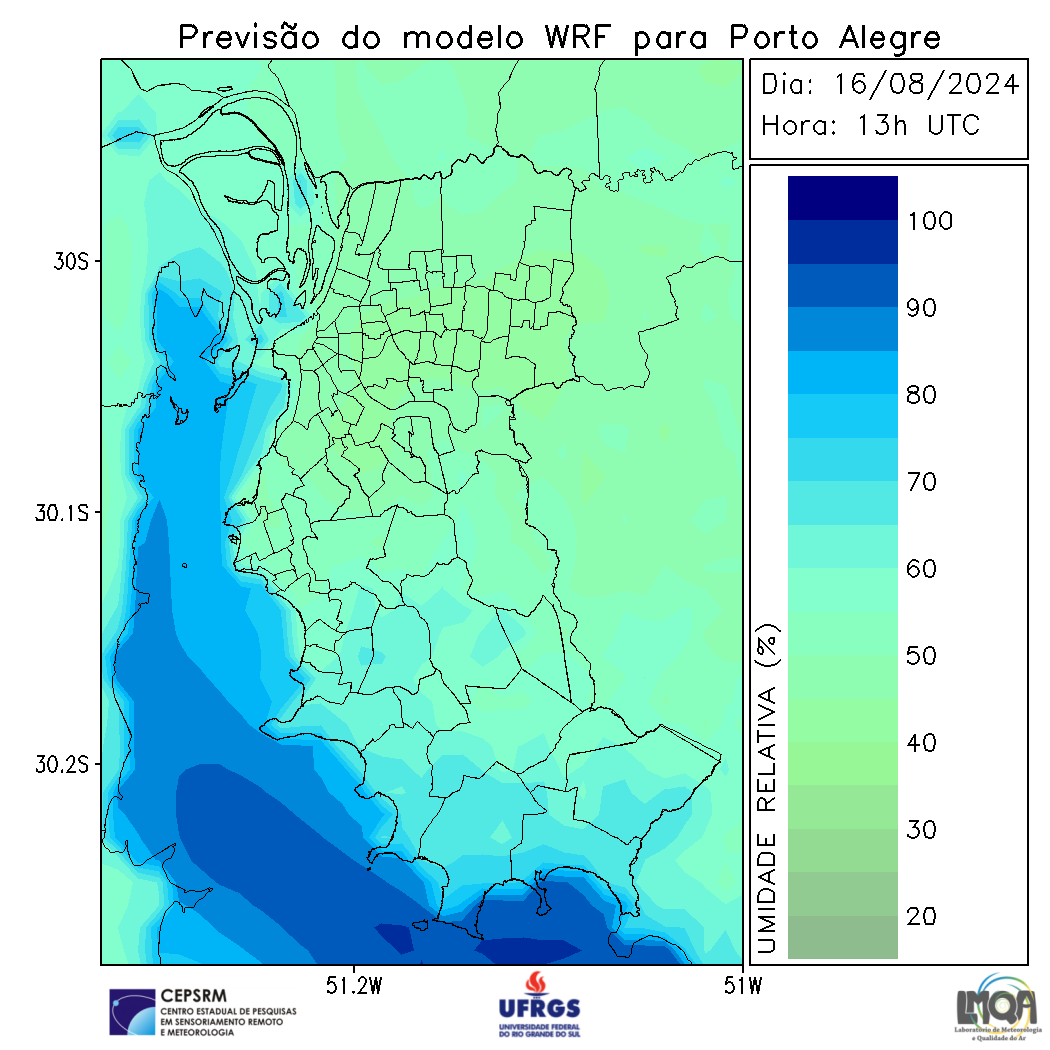 Previsão do modelo WRF para Porto Alegre
Dia: 16/08/2024
Hora: 13h UTC
100
90
80
70
60
50
40
30
20
UMIDADE RELATIVA (%)
30S
30.1S
30.2S
51.2W
51W
CEPSRM
CENTRO ESTADUAL DE PESQUISAS
EM SENSORIAMENTO REMOTO
E METEOROLOGIA
UFRGS
UNIVERSIDADE FEDERAL
DO RIO GRANDE DO SUL
LMQA
Laboratório de Meteorologia
e Qualidade do Ar